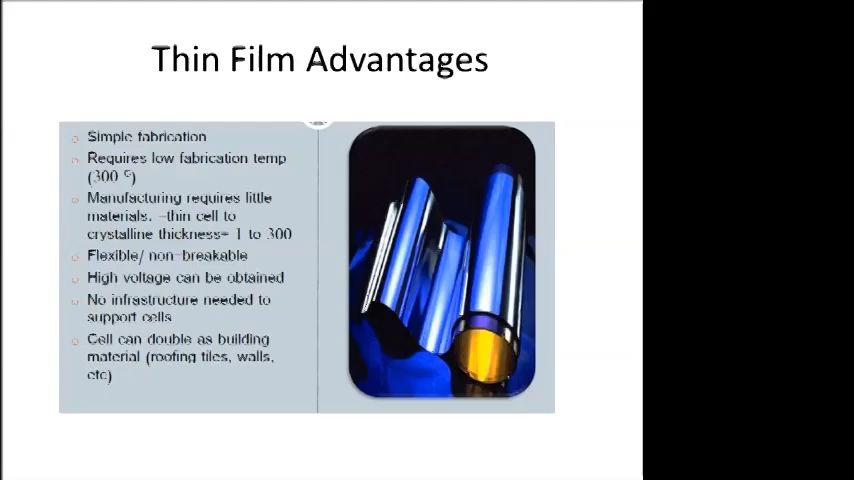 Thin Film Advantages
Simple fabrication
Requires low fabrication temp
(300 °)
Manufacturing requires little
materials. -thin cell to
crystalline thickness= 1 to 300
Flexible/ non-breakable
High voltage can be obtained
No infrastructure needed to
support cells
Cell can double as building
material (roofing tiles, walls,
etc)